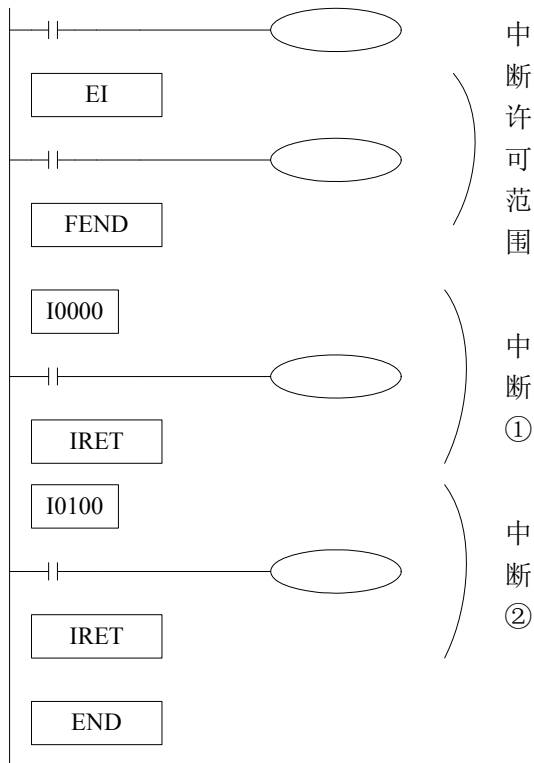 EI
FEND
中断许可范围
I0000
IRET
中断①
I0100
IRET
中断②
END